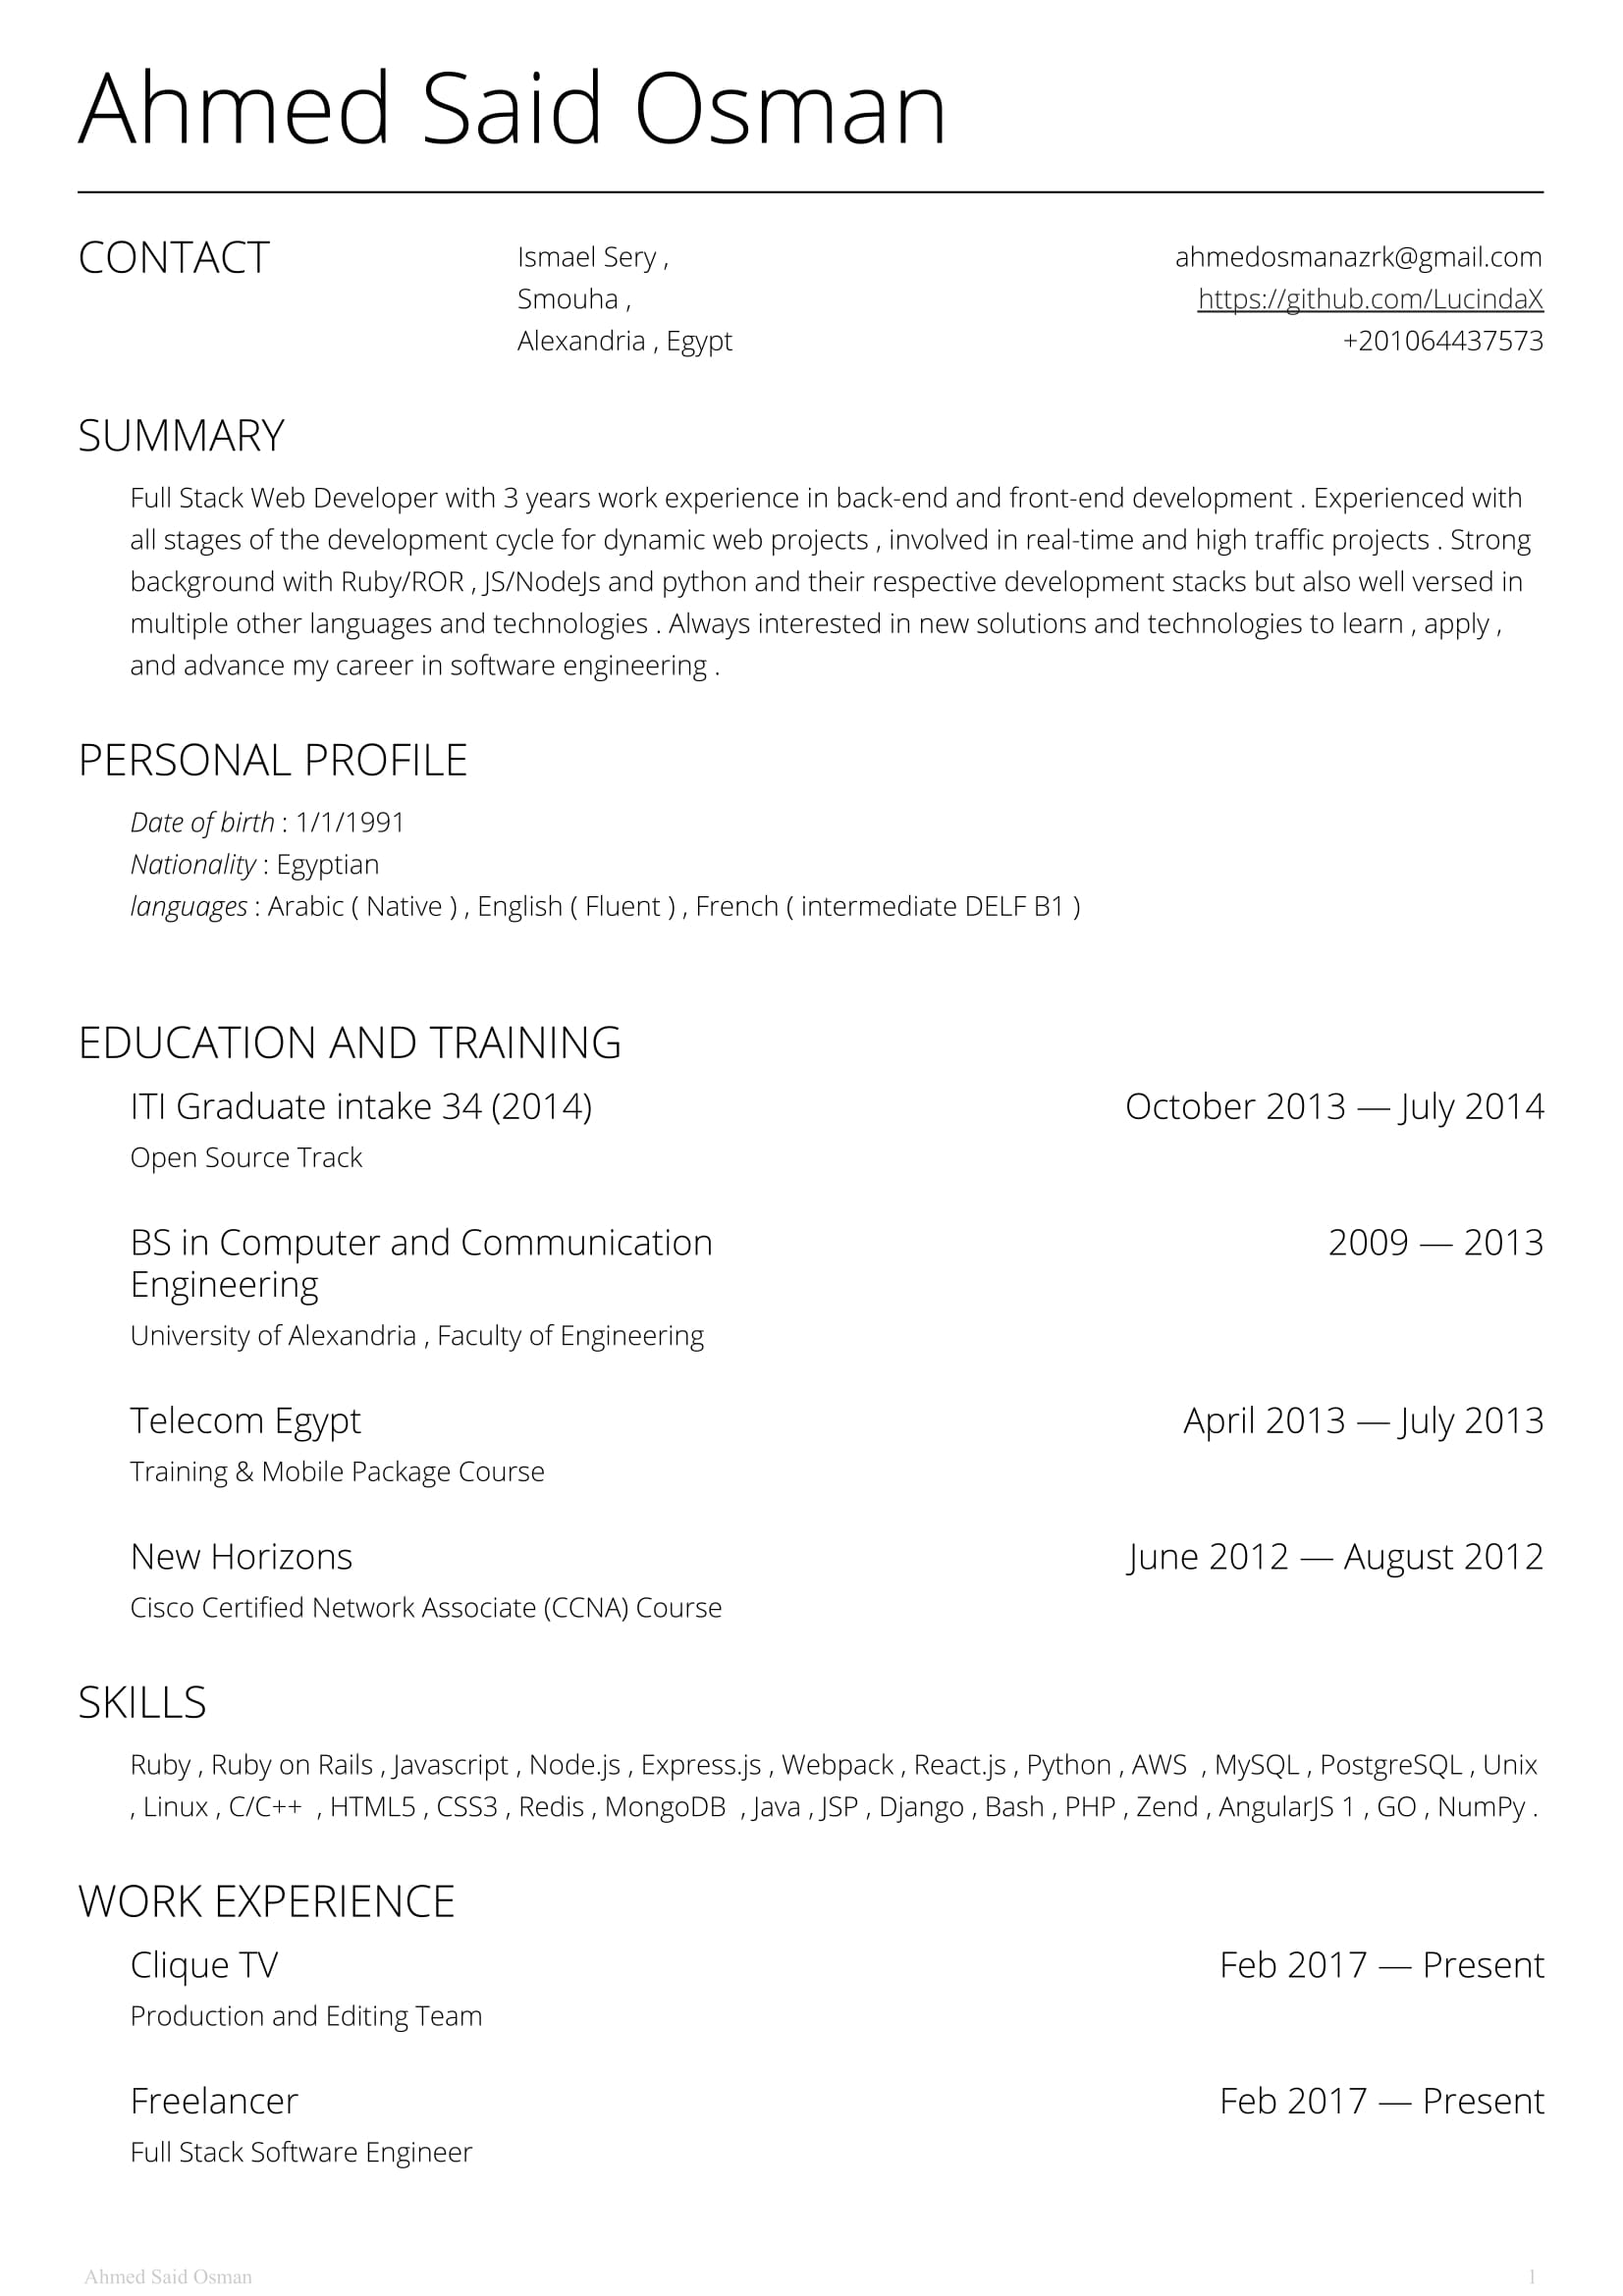 Ahmed Said Osman
CONTACT
Ismael Sery ,
Smouha ,
Alexandria , Egypt
ahmedosmanazrk@gmail.com
https://github.com/LucindaX
+201064437573
SUMMARY
Full Stack Web Developer with 3 years work experience in back-end and front-end development . Experienced with
all stages of the development cycle for dynamic web projects , involved in real-time and high traffic projects . Strong
background with Ruby/ROR , JS/NodeJs and python and their respective development stacks but also well versed in
multiple other languages and technologies . Always interested in new solutions and technologies to learn , apply ,
and advance my career in software engineering .
PERSONAL PROFILE
Date of birth : 1/1/1991
Nationality : Egyptian
languages : Arabic ( Native ) , English ( Fluent ) , French ( intermediate DELF B1 )
EDUCATION AND TRAINING
ITI Graduate intake 34 (2014) October 2013 — July 2014
Open Source Track
BS in Computer and Communication 2009 — 2013
Engineering
University of Alexandria , Faculty of Engineering
Telecom Egypt April 2013 — July 2013
Training & Mobile Package Course
New Horizons June 2012 — August 2012
Cisco Certified Network Associate (CCNA) Course
SKILLS
Ruby , Ruby on Rails , Javascript , Node.js , Express.js , Webpack , React.js , Python , AWS , MySQL , PostgreSQL , Unix
, Linux , C/C++ , HTML5 , CSS3 , Redis , MongoDB , Java , JSP , Django , Bash , PHP , Zend , AngularJS 1 , GO , NumPy .
WORK EXPERIENCE
Clique TV Feb 2017 — Present
Production and Editing Team
Freelancer Feb 2017 — Present
Full Stack Software Engineer
Ahmed Said Osman 1